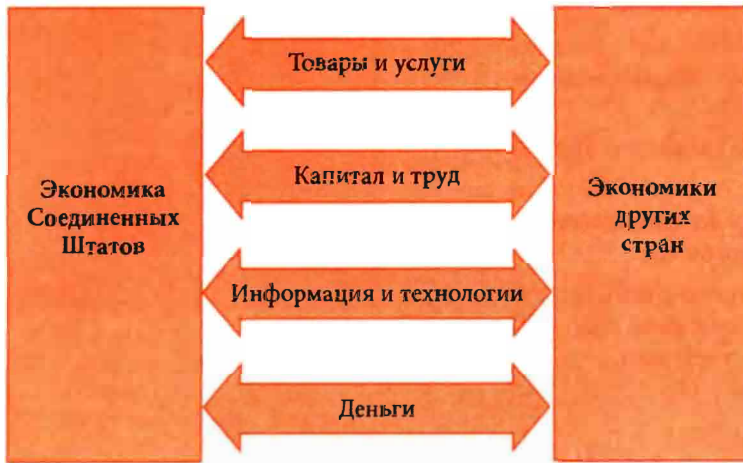 Товары и услуги
Капитал и труд
Экономика
Соединенных
Штатов
Экономики
других
стран
Информация и технологии
Деньги